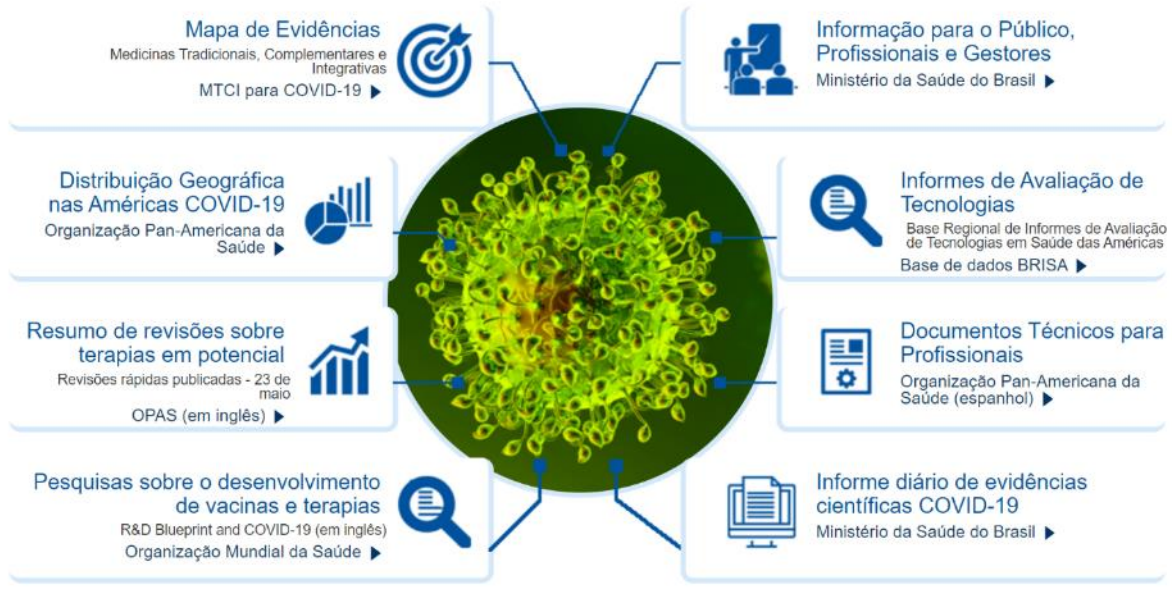 Mapa de Evidências
Medicinas Tradicionais, Complementares e
Integrativas
MTCI para COVID-19
Distribuição Geográfica
nas Américas COVID-19
Organização Pan-Americana da
Saúde
Resumo de revisões sobre
terapias em potencial
Revisões rápidas publicadas - 23 de
maio
OPAS (em inglês)
Pesquisas sobre o desenvolvimento
de vacinas e terapias
R&D Blueprint and COVID-19 (em inglês)
Organização Mundial da Saúde
Informação para o Público,
Profissionais e Gestores
Ministério da Saúde do Brasil
Informes de Avaliação de
Tecnologias
Base Regional de Informes de Avaliação
de Tecnologias em Saúde das Américas
Base de dados BRISA
Documentos Técnicos para
Profissionais
Organização Pan-Americana da
Saúde (espanhol)
Informe diário de evidências
científicas COVID-19
Ministério da Saúde do Brasil